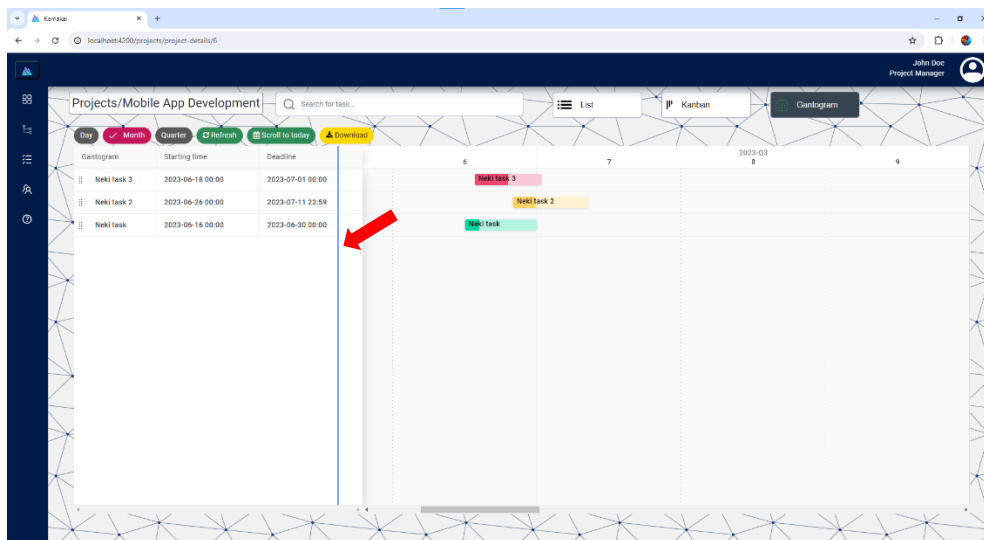 Komakai
localhost:4200/projects/project-details/6
John Doe
Project Manager
Projects/Mobile App Development
Search for task...
List
Kanban
Gantogram
Day
Month
Quarter
Refresh
Scroll to today
Download
Gantogram Starting time Deadline
2023-Q3
6 7 8 9
Neki task 3 2023-06-18 00:00 2023-07-01 00:00 Neki task 3
Neki task 2 2023-06-26 00:00 2023-07-11 23:59 Neki task 2
Neki task 2023-06-16 00:00 2023-06-30 00:00 Neki task